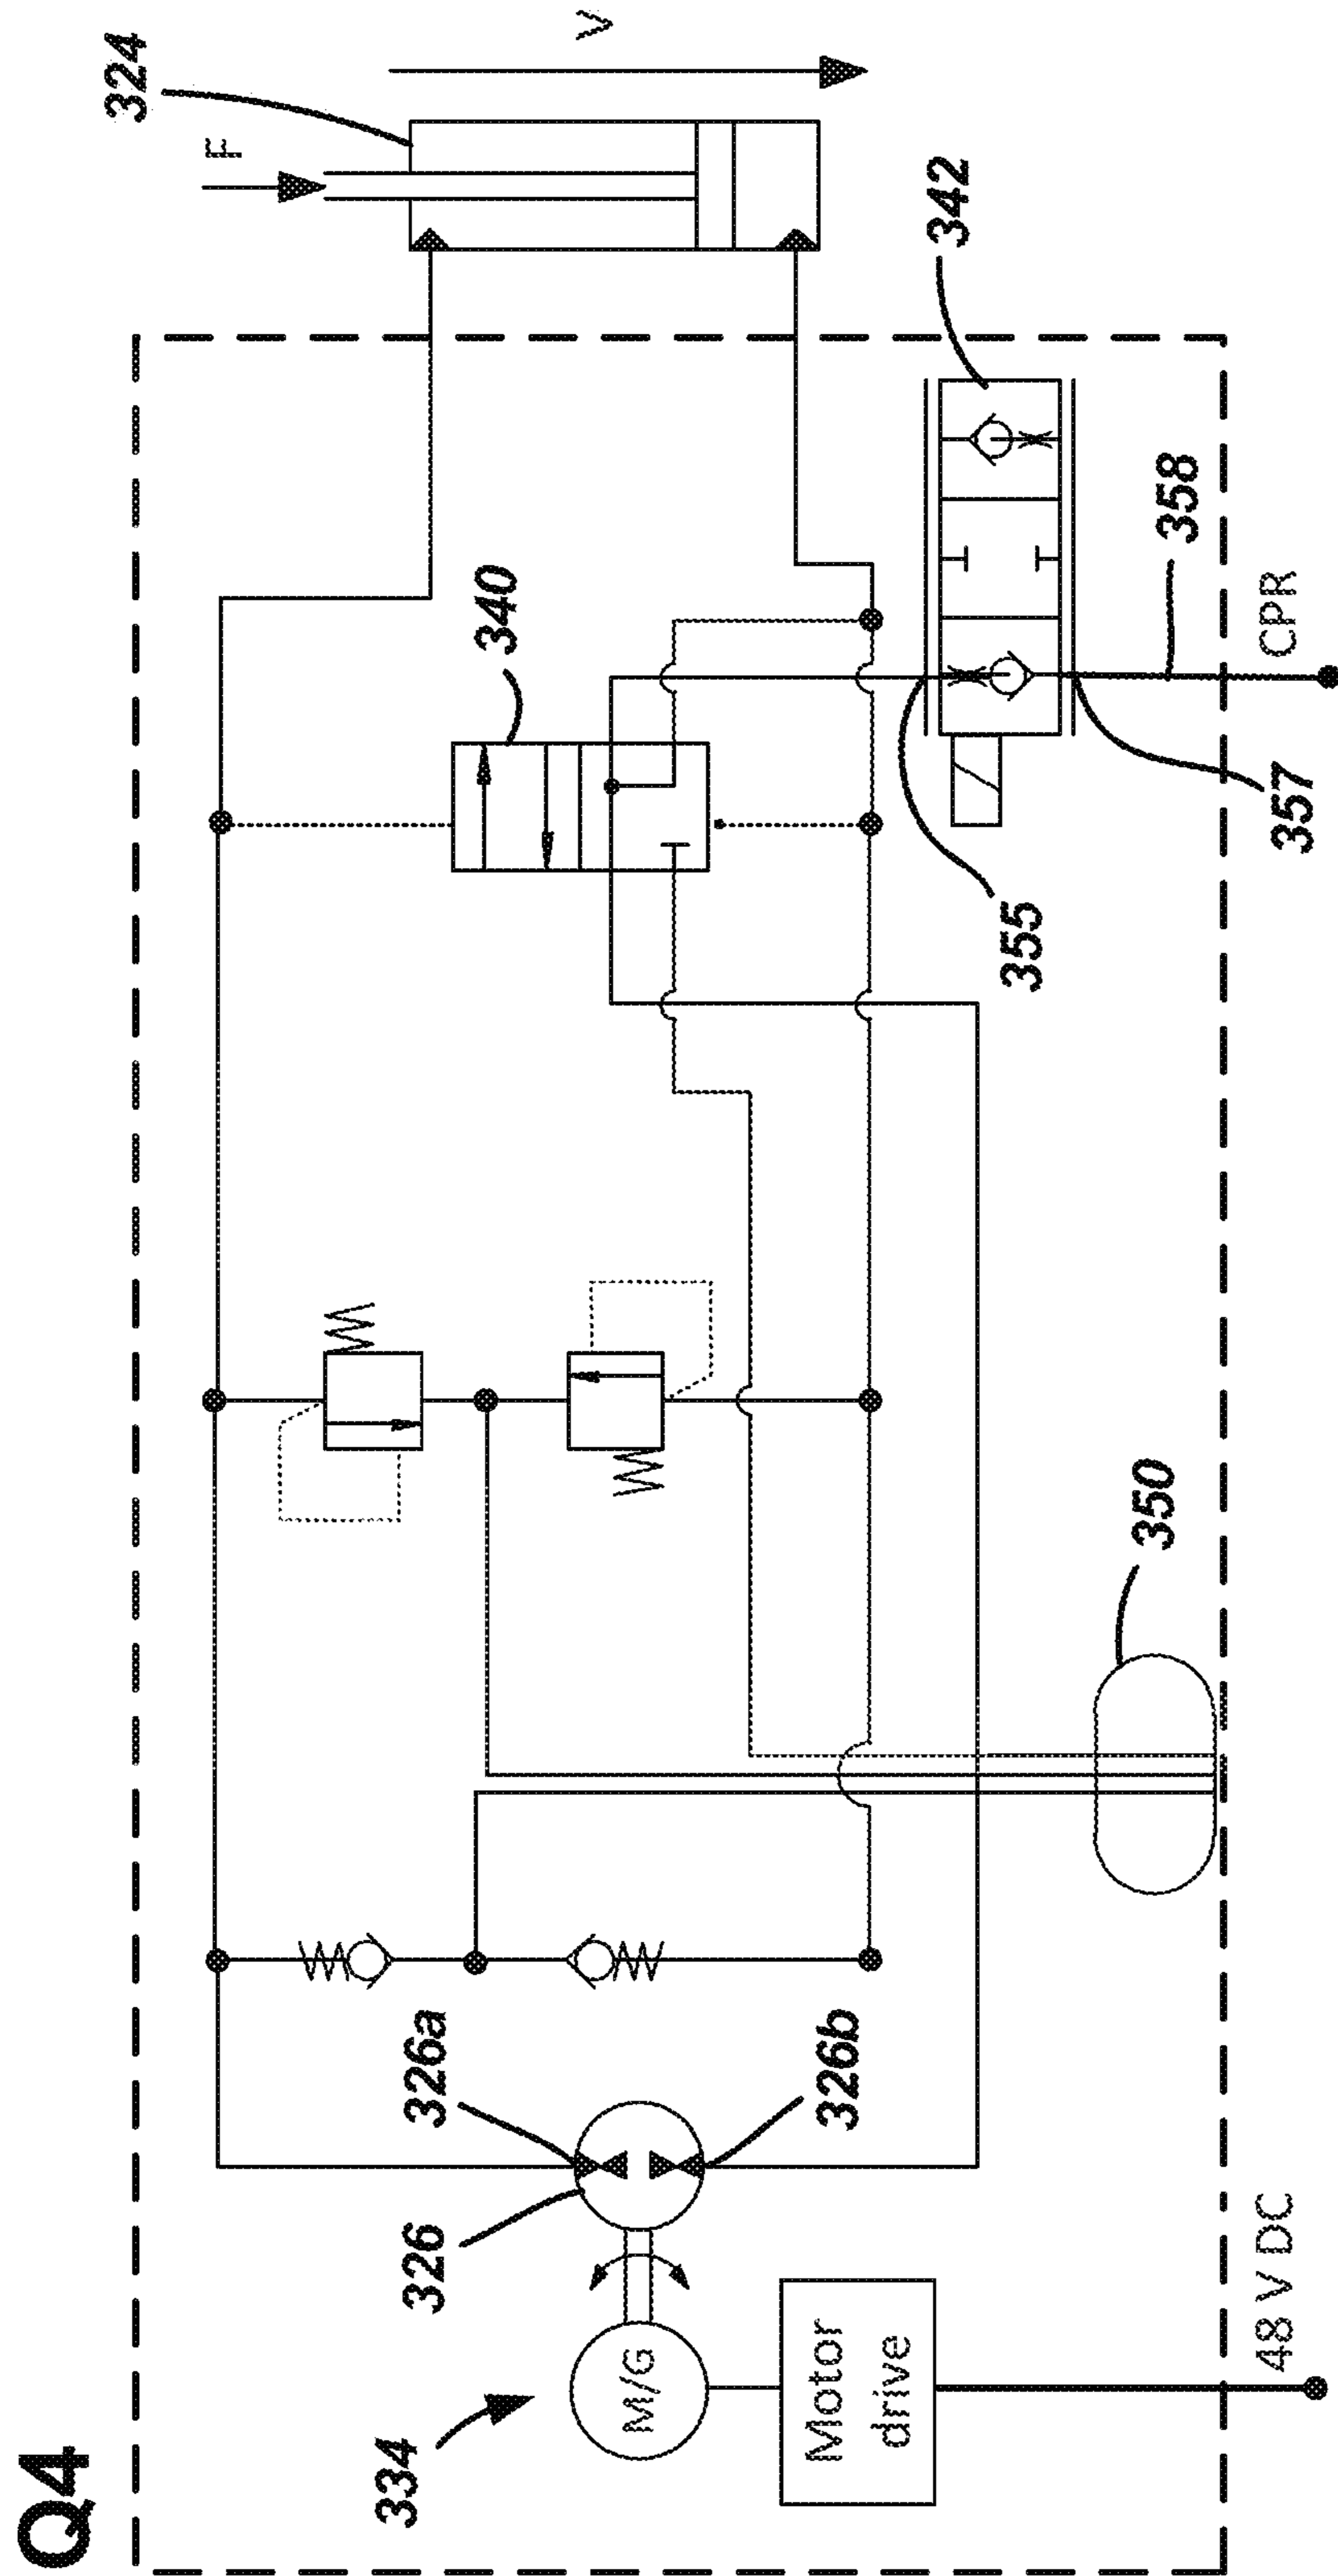 Q4
324
F
V
340
342
358
CPR
355
357
350
326a
326b
326
334
M/G
Motor
drive
48 V DC